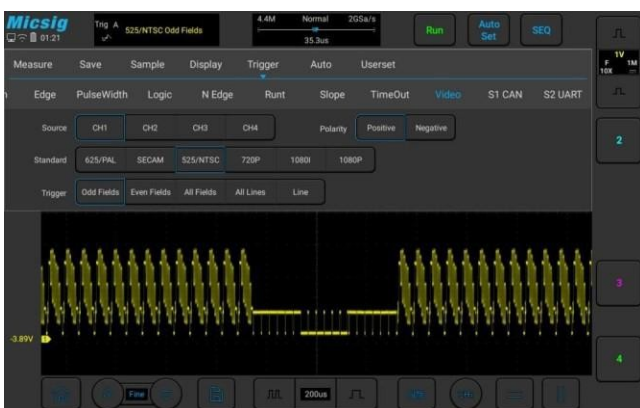 Micsig
01:21
Trig A
525/NTSC Odd Fields
4.4M Normal 2GSa/s
35.3us
Run
Auto Set
SEQ
Measure Save Sample Display Trigger Auto Userset
Edge PulseWidth Logic N Edge Runt Slope TimeOut Video S1 CAN S2 UART
Source CH1 CH2 CH3 CH4 Polarity Positive Negative
Standard 625/PAL SECAM 525/NTSC 720P 1080I 1080P
Trigger Odd Fields Even Fields All Fields All Lines Line
1V
F 1M
10X
2
3
4
-3.89V
Fine
200us